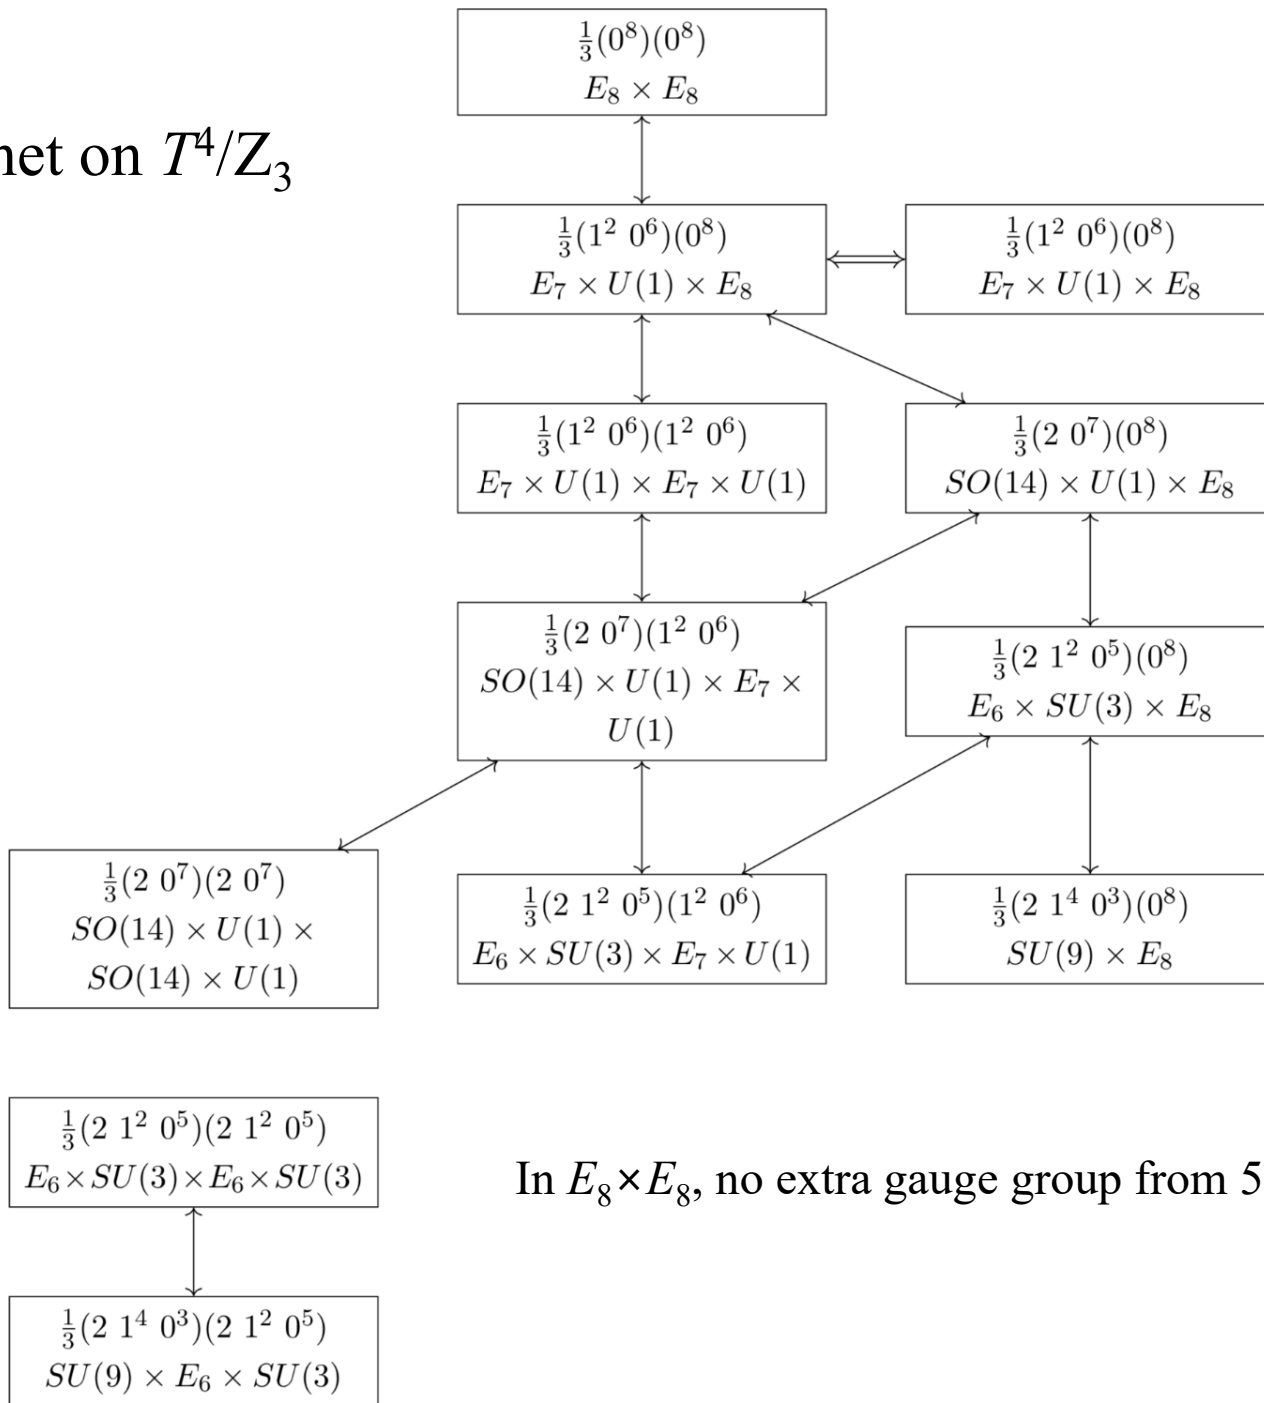 1/3(0⁸)(0⁸)
E₈ × E₈
on T⁴/Z₃
1/3(1² 0⁶)(0⁸)
E₇ × U(1) × E₈
1/3(1² 0⁶)(0⁸)
E₇ × U(1) × E₈
1/3(1² 0⁶)(1² 0⁶)
E₇ × U(1) × E₇ × U(1)
1/3(2 0⁷)(0⁸)
SO(14) × U(1) × E₈
1/3(2 0⁷)(1² 0⁶)
SO(14) × U(1) × E₇ ×
U(1)
1/3(2 1² 0⁵)(0⁸)
E₆ × SU(3) × E₈
1/3(2 0⁷)(2 0⁷)
SO(14) × U(1) ×
SO(14) × U(1)
1/3(2 1² 0⁵)(1² 0⁶)
E₆ × SU(3) × E₇ × U(1)
1/3(2 1⁴ 0³)(0⁸)
SU(9) × E₈
1/3(2 1² 0⁵)(2 1² 0⁵)
E₆×SU(3)×E₆×SU(3)
In E₈×E₈, no extra gauge group from 5
1/3(2 1⁴ 0³)(2 1² 0⁵)
SU(9) × E₆ × SU(3)